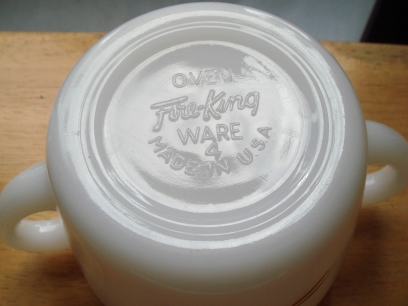 OVEN
Fire-King
WARE
4
MADE IN U.S.A